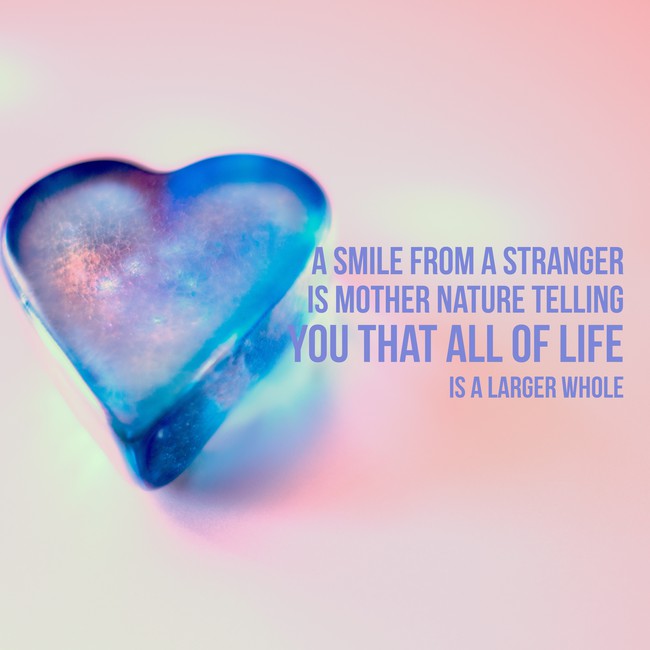 A SMILE FROM A STRANGER
IS MOTHER NATURE TELLING
YOU THAT ALL OF LIFE
IS A LARGER WHOLE